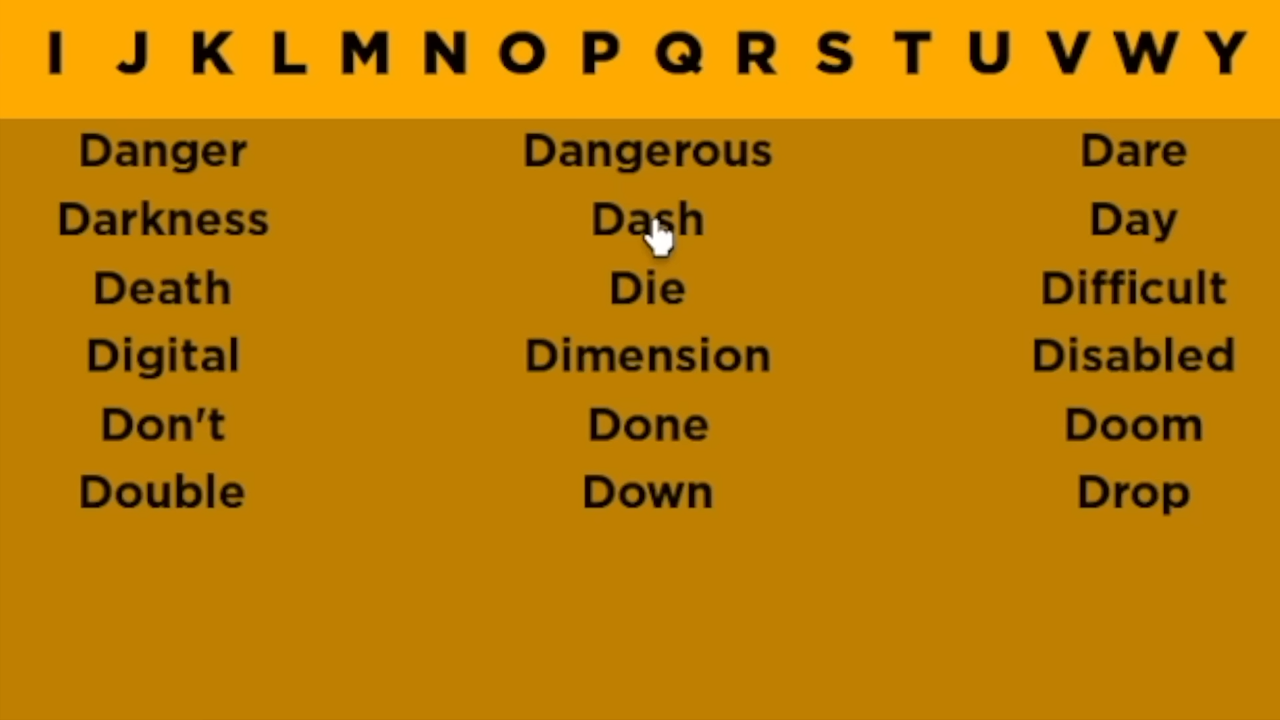 I J K L M N O P Q R S T U V W Y
Danger Dangerous Dare
Darkness Dash Day
Death Die Difficult
Digital Dimension Disabled
Don't Done Doom
Double Down Drop